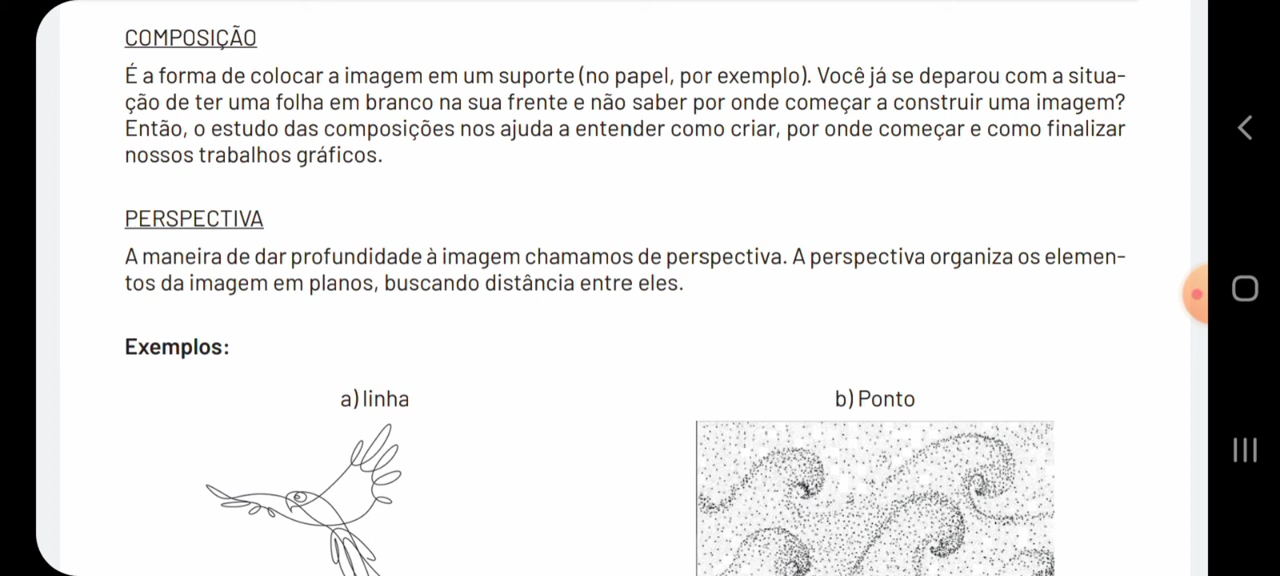 COMPOSIÇÃO
É a forma de colocar a imagem em um suporte (no papel, por exemplo). Você já se deparou com a situa-
ção de ter uma folha em branco na sua frente e não saber por onde começar a construir uma imagem?
Então, o estudo das composições nos ajuda a entender como criar, por onde começar e como finalizar
nossos trabalhos gráficos.
PERSPECTIVA
A maneira de dar profundidade à imagem chamamos de perspectiva. A perspectiva organiza os elemen-
tos da imagem em planos, buscando distância entre eles.
Exemplos:
a) linha
b) Ponto